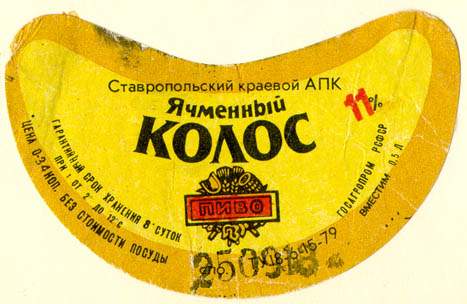 Ставропольский краевой АПК
Ячменный
КОЛОС
11%
ПИВО
ГАРАНТИЙНЫЙ СРОК ХРАНЕНИЯ 8 СУТОК
ПРИ t° ОТ 2° ДО 12°С
ЦЕНА 0-34 КОП. БЕЗ СТОИМОСТИ ПОСУДЫ
ГОСАГРОПРОМ РСФСР
ВМЕСТИМ. 0,5 Л